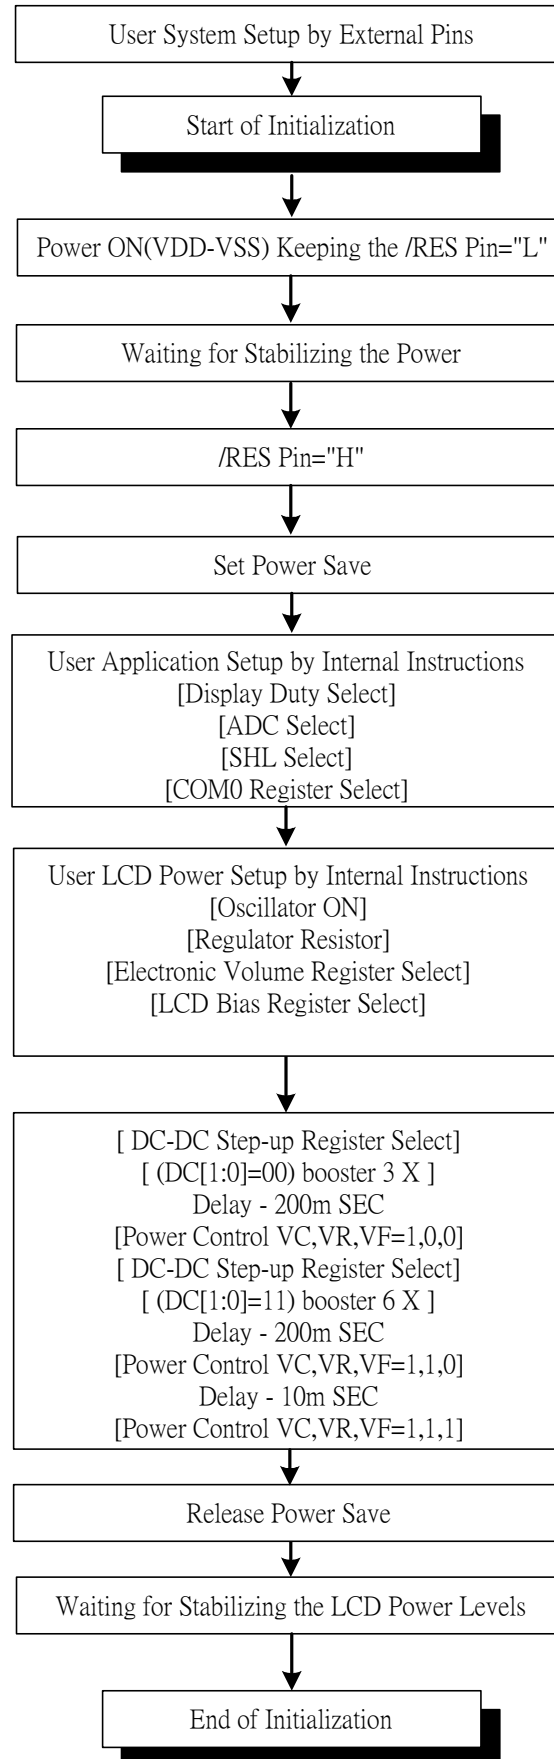 User System Setup by External Pins
Start of Initialization
Power ON(VDD-VSS) Keeping the /RES Pin="L"
Waiting for Stabilizing the Power
/RES Pin="H"
Set Power Save
User Application Setup by Internal Instructions
[Display Duty Select]
[ADC Select]
[SHL Select]
[COM0 Register Select]
User LCD Power Setup by Internal Instructions
[Oscillator ON]
[Regulator Resistor]
[Electronic Volume Register Select]
[LCD Bias Register Select]
[ DC-DC Step-up Register Select]
[ (DC[1:0]=00) booster 3 X ]
Delay - 200m SEC
[Power Control VC,VR,VF=1,0,0]
[ DC-DC Step-up Register Select]
[ (DC[1:0]=11) booster 6 X ]
Delay - 200m SEC
[Power Control VC,VR,VF=1,1,0]
Delay - 10m SEC
[Power Control VC,VR,VF=1,1,1]
Release Power Save
Waiting for Stabilizing the LCD Power Levels
End of Initialization